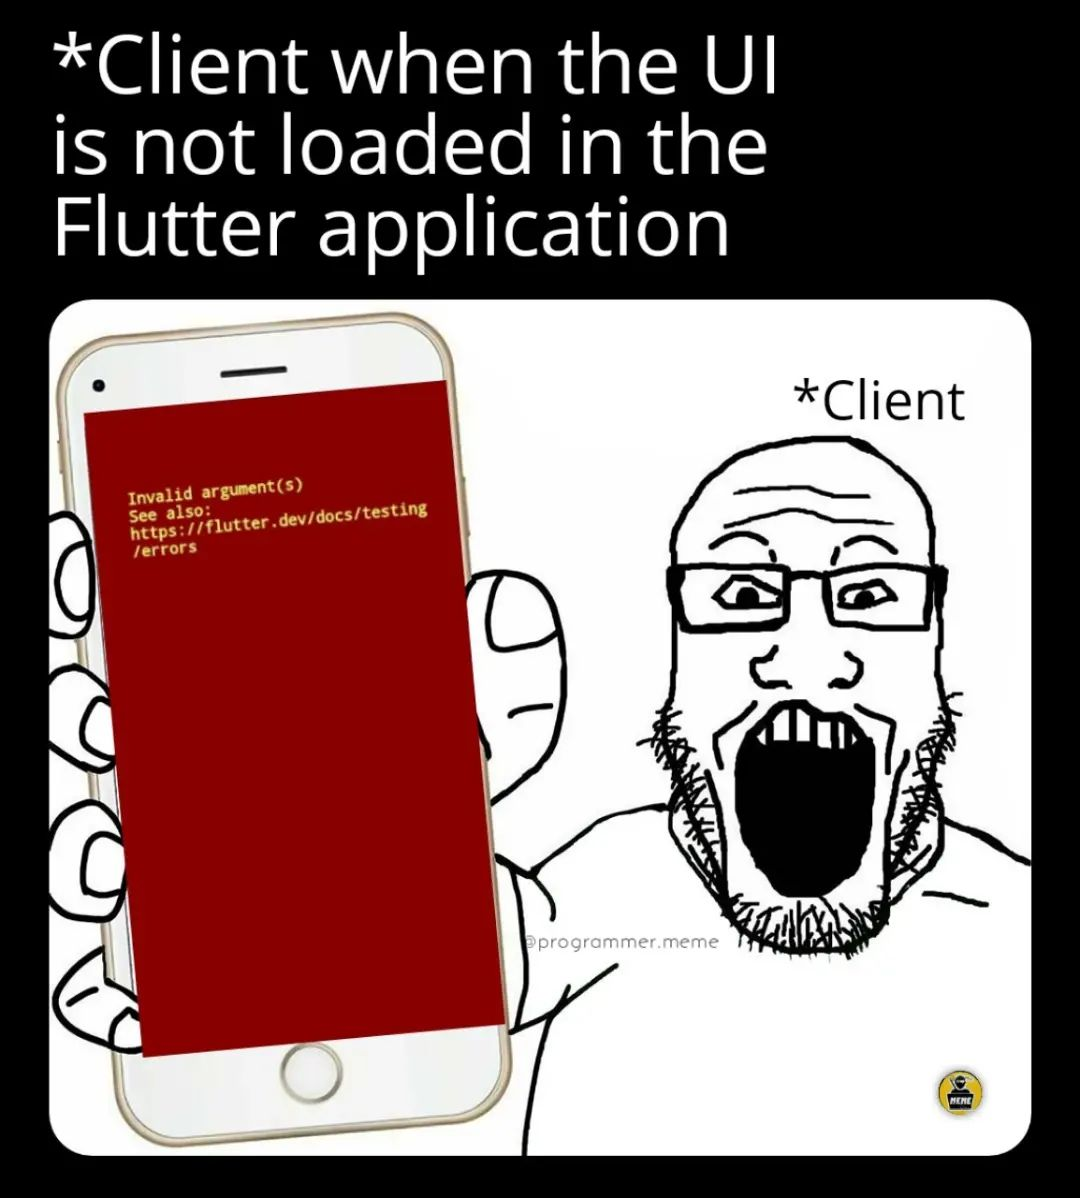 *Client when the UI
is not loaded in the
Flutter application
*Client
Invalid argument(s)
See also:
https://flutter.dev/docs/testing
/errors
@programmer.meme
MEME